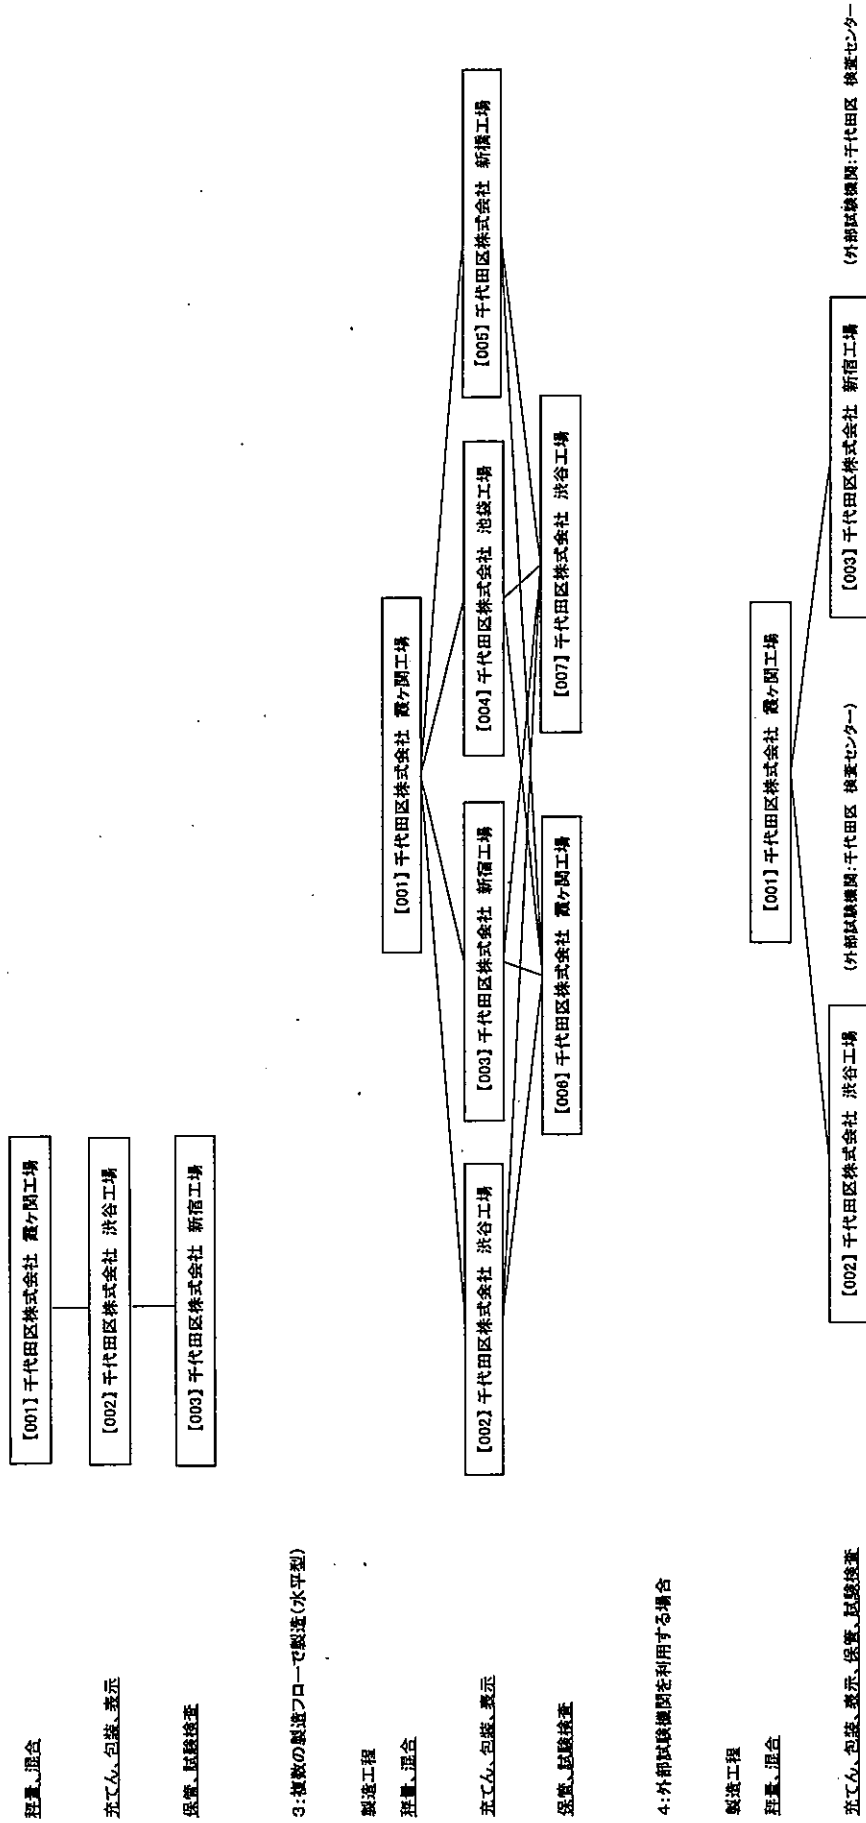 秤量、混合
【001】千代田区株式会社 霞ケ関工場
充てん、包装、表示
【002】千代田区株式会社 渋谷工場
保管、試験検査
【003】千代田区株式会社 新宿工場
3:複数の製造フローで製造(水平型)
製造工程
秤量、混合
【001】千代田区株式会社 霞ケ関工場
充てん、包装、表示
【002】千代田区株式会社 渋谷工場
【003】千代田区株式会社 新宿工場
【004】千代田区株式会社 池袋工場
【005】千代田区株式会社 新橋工場
保管、試験検査
【006】千代田区株式会社 霞ケ関工場
【007】千代田区株式会社 渋谷工場
4:外部試験機関を利用する場合
製造工程
秤量、混合
【001】千代田区株式会社 霞ケ関工場
充てん、包装、表示、保管、試験検査
【002】千代田区株式会社 渋谷工場
(外部試験機関:千代田区 検査センター)
【003】千代田区株式会社 新宿工場
(外部試験機関:千代田区 検査センター